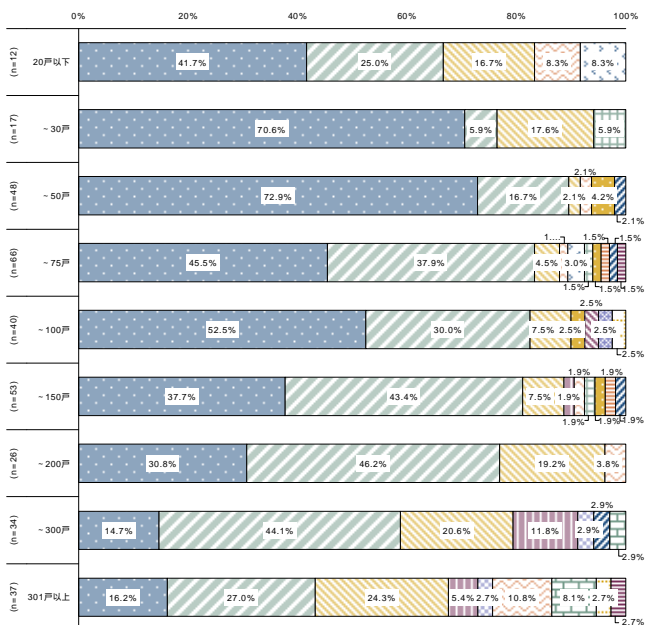 0% 20% 40% 60% 80% 100%
(n=12) 20戸以下 41.7% 25.0% 16.7% 8.3% 8.3%
(n=17) ~30戸 70.6% 5.9% 17.6% 5.9%
2.1%
(n=48) ~50戸 72.9% 16.7% 2.1% 4.2%
2.1%
1.… 1.5% 1.5%
(n=66) ~75戸 45.5% 37.9% 4.5% 3.0%
1.5% 1.5% 1.5%
2.5%
(n=40) ~100戸 52.5% 30.0% 7.5% 2.5% 2.5%
2.5%
1.9% 1.9%
(n=53) ~150戸 37.7% 43.4% 7.5% 1.9%
1.9% 1.9% 1.9%
(n=26) ~200戸 30.8% 46.2% 19.2% 3.8%
2.9%
(n=34) ~300戸 14.7% 44.1% 20.6% 11.8% 2.9%
2.9%
(n=37) 301戸以上 16.2% 27.0% 24.3% 5.4% 2.7% 10.8% 8.1% 2.7%
2.7%